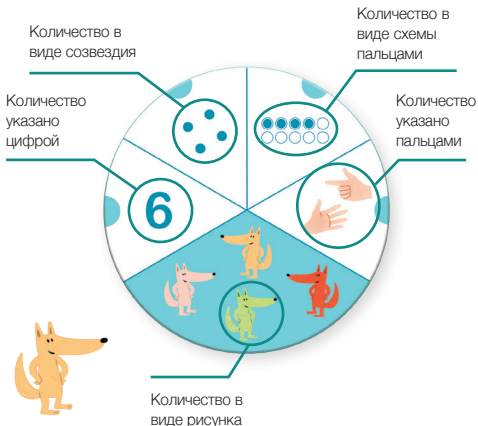 Количество в
виде созвездия
Количество в
виде схемы
пальцами
Количество
указано
цифрой
Количество
указано
пальцами
6
Количество в
виде рисунка